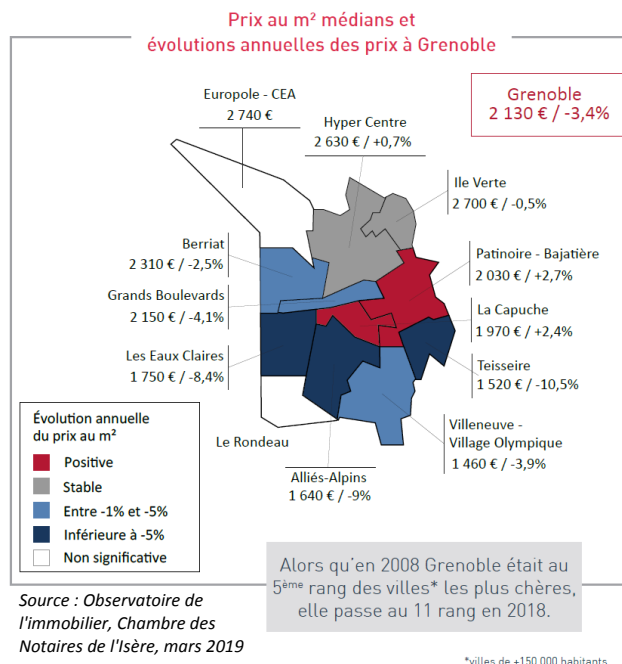 Prix au m² médians et
évolutions annuelles des prix à Grenoble
Grenoble
2 130 € / -3,4%
Europole - CEA
2 740 €
Hyper Centre
2 630 € / +0,7%
Ile Verte
2 700 € / -0,5%
Berriat
2 310 € / -2,5%
Patinoire - Bajatière
2 030 € / +2,7%
Grands Boulevards
2 150 € / -4,1%
La Capuche
1 970 € / +2,4%
Les Eaux Claires
1 750 € / -8,4%
Teisseire
1 520 € / -10,5%
Villeneuve -
Village Olympique
1 460 € / -3,9%
Le Rondeau
Alliés-Alpins
1 640 € / -9%
Évolution annuelle
du prix au m²
Positive
Stable
Entre -1% et -5%
Inférieure à -5%
Non significative
Alors qu'en 2008 Grenoble était au
5ème rang des villes* les plus chères,
elle passe au 11 rang en 2018.
Source : Observatoire de
l'immobilier, Chambre des
Notaires de l'Isère, mars 2019
*villes de +150 000 habitants